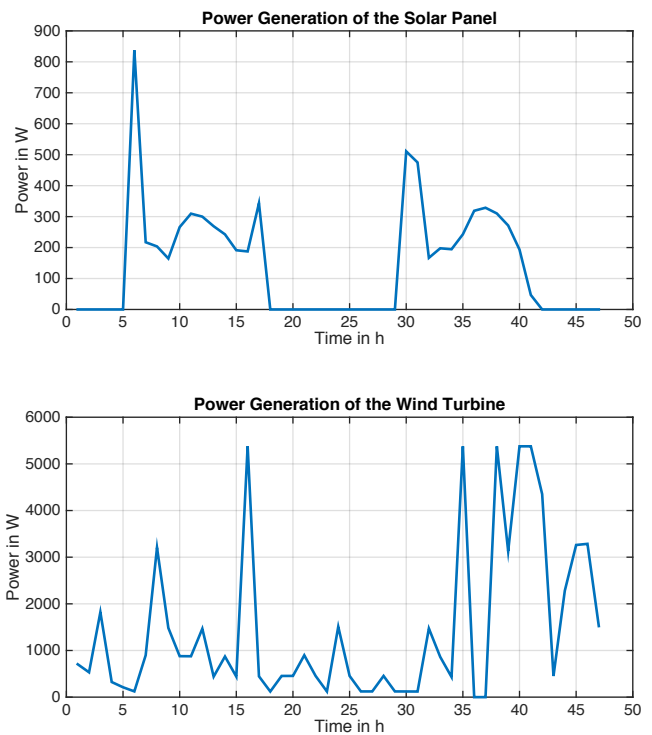 Power Generation of the Solar Panel
900
800
700
600
500
400
300
200
100
0
Power in W
0 5 10 15 20 25 30 35 40 45 50
Time in h
Power Generation of the Wind Turbine
6000
5000
4000
3000
2000
1000
0
Power in W
0 5 10 15 20 25 30 35 40 45 50
Time in h